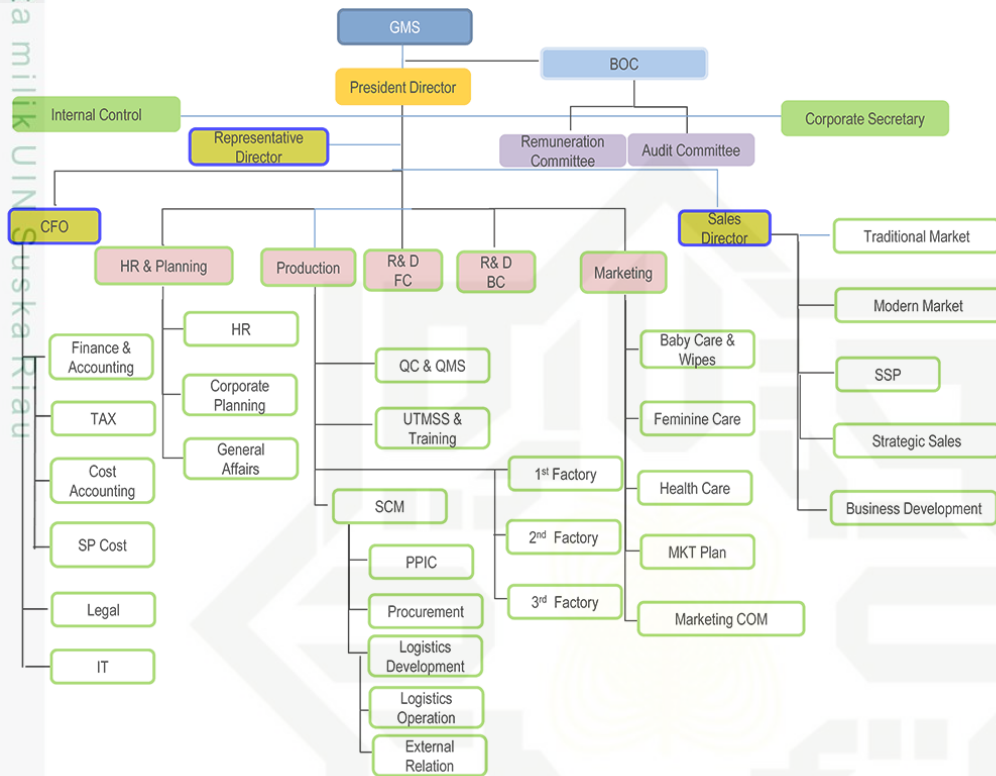 GMS
BOC
President Director
Internal Control
Corporate Secretary
Representative
Director
Remuneration
Committee
Audit Committee
CFO
Sales
Director
HR & Planning
Production
R& D
FC
R& D
BC
Marketing
Traditional Market
Modern Market
SSP
Strategic Sales
Business Development
Finance &
Accounting
TAX
Cost
Accounting
SP Cost
Legal
IT
HR
Corporate
Planning
General
Affairs
QC & QMS
UTMSS &
Training
SCM
PPIC
Procurement
Logistics
Development
Logistics
Operation
External
Relation
1st Factory
2nd Factory
3rd Factory
Baby Care &
Wipes
Feminine Care
Health Care
MKT Plan
Marketing COM
milik UIN Suska Riau